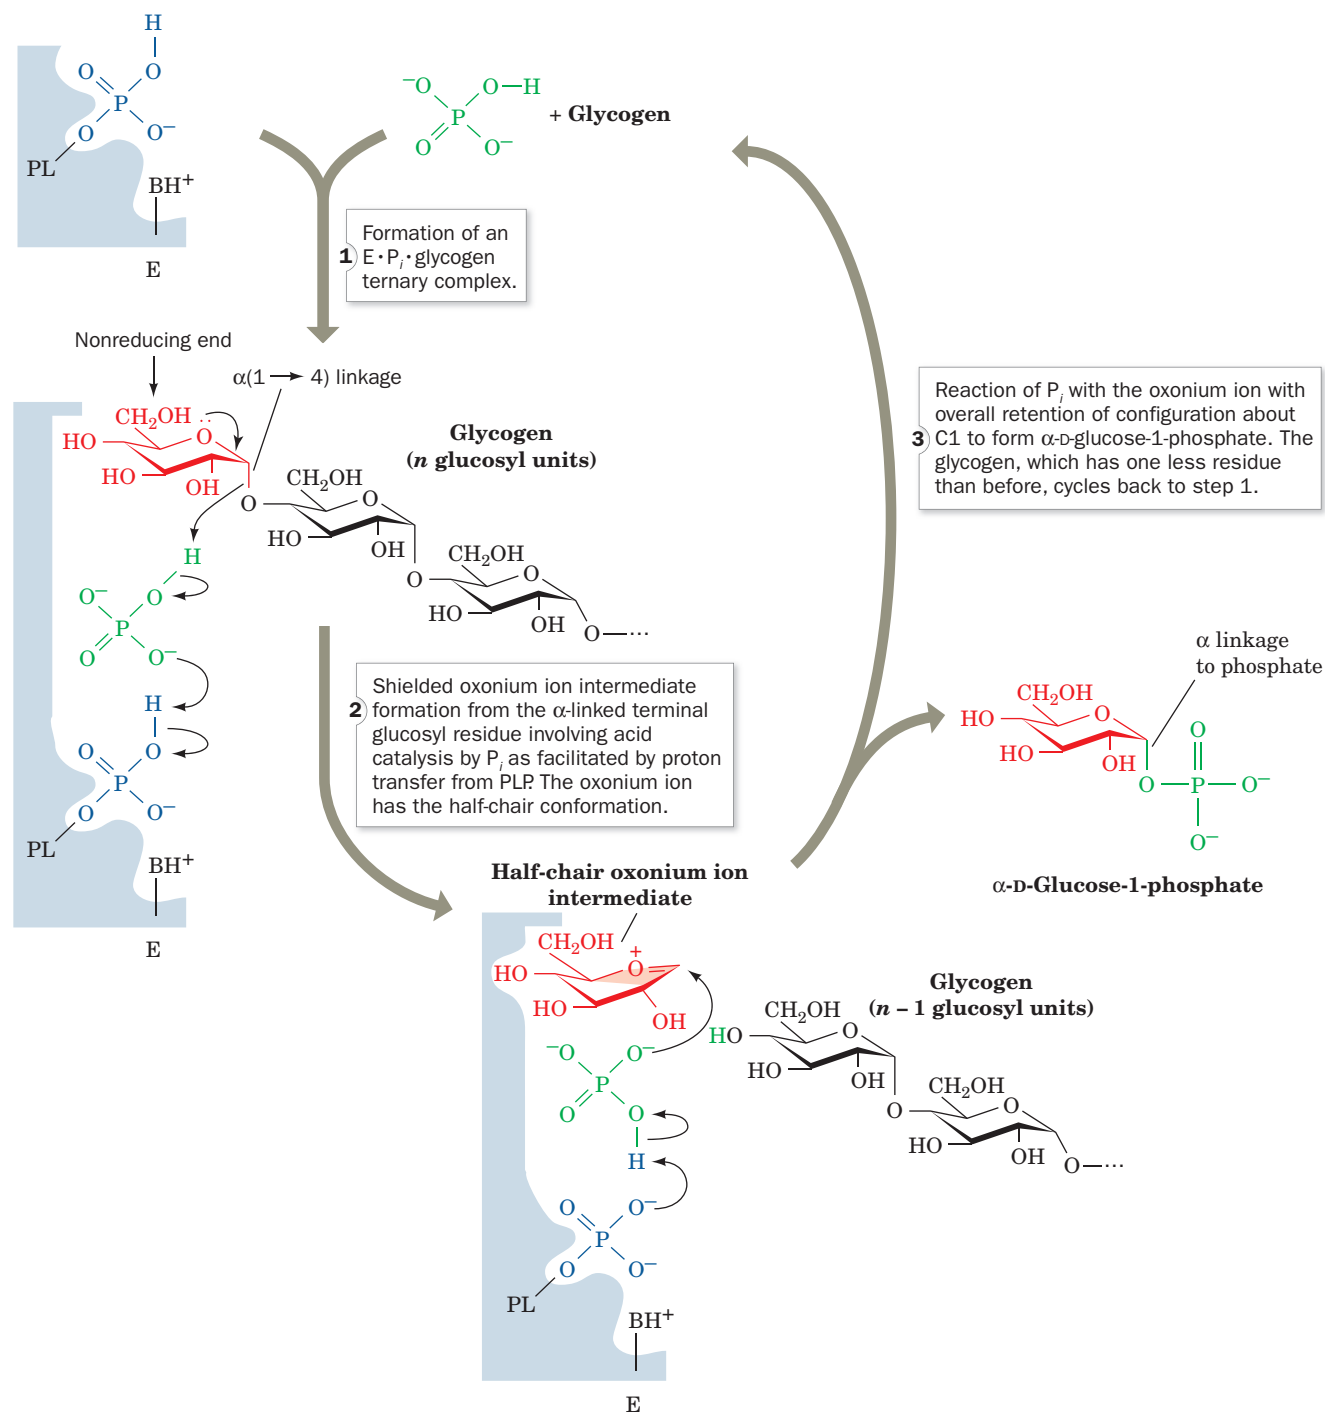 H
O
O
P
O
O−
PL
BH+
E
−O
O—H
P
O
O−
+ Glycogen
1
Formation of an
E·Pi·glycogen
ternary complex.
Nonreducing end
α(1 → 4) linkage
CH2OH
HO
O
HO
OH
O
Glycogen
(n glucosyl units)
CH2OH
O
HO
OH
O
CH2OH
O
HO
OH
O—···
H
O−
O
P
O
O−
H
O
O
P
O
O−
PL
BH+
E
2
Shielded oxonium ion intermediate
formation from the α-linked terminal
glucosyl residue involving acid
catalysis by Pi as facilitated by proton
transfer from PLP. The oxonium ion
has the half-chair conformation.
3
Reaction of Pi with the oxonium ion with
overall retention of configuration about
C1 to form α-D-glucose-1-phosphate. The
glycogen, which has one less residue
than before, cycles back to step 1.
α linkage
to phosphate
CH2OH
HO
O
HO
OH
O
O—P—O−
O−
α-D-Glucose-1-phosphate
Half-chair oxonium ion
intermediate
CH2OH
+
O
HO
HO
OH
−O
O−
P
O
O
H
Glycogen
(n – 1 glucosyl units)
CH2OH
HO
O
HO
OH
O
CH2OH
O
HO
OH
O—···
O
O−
P
O
O−
PL
BH+
E